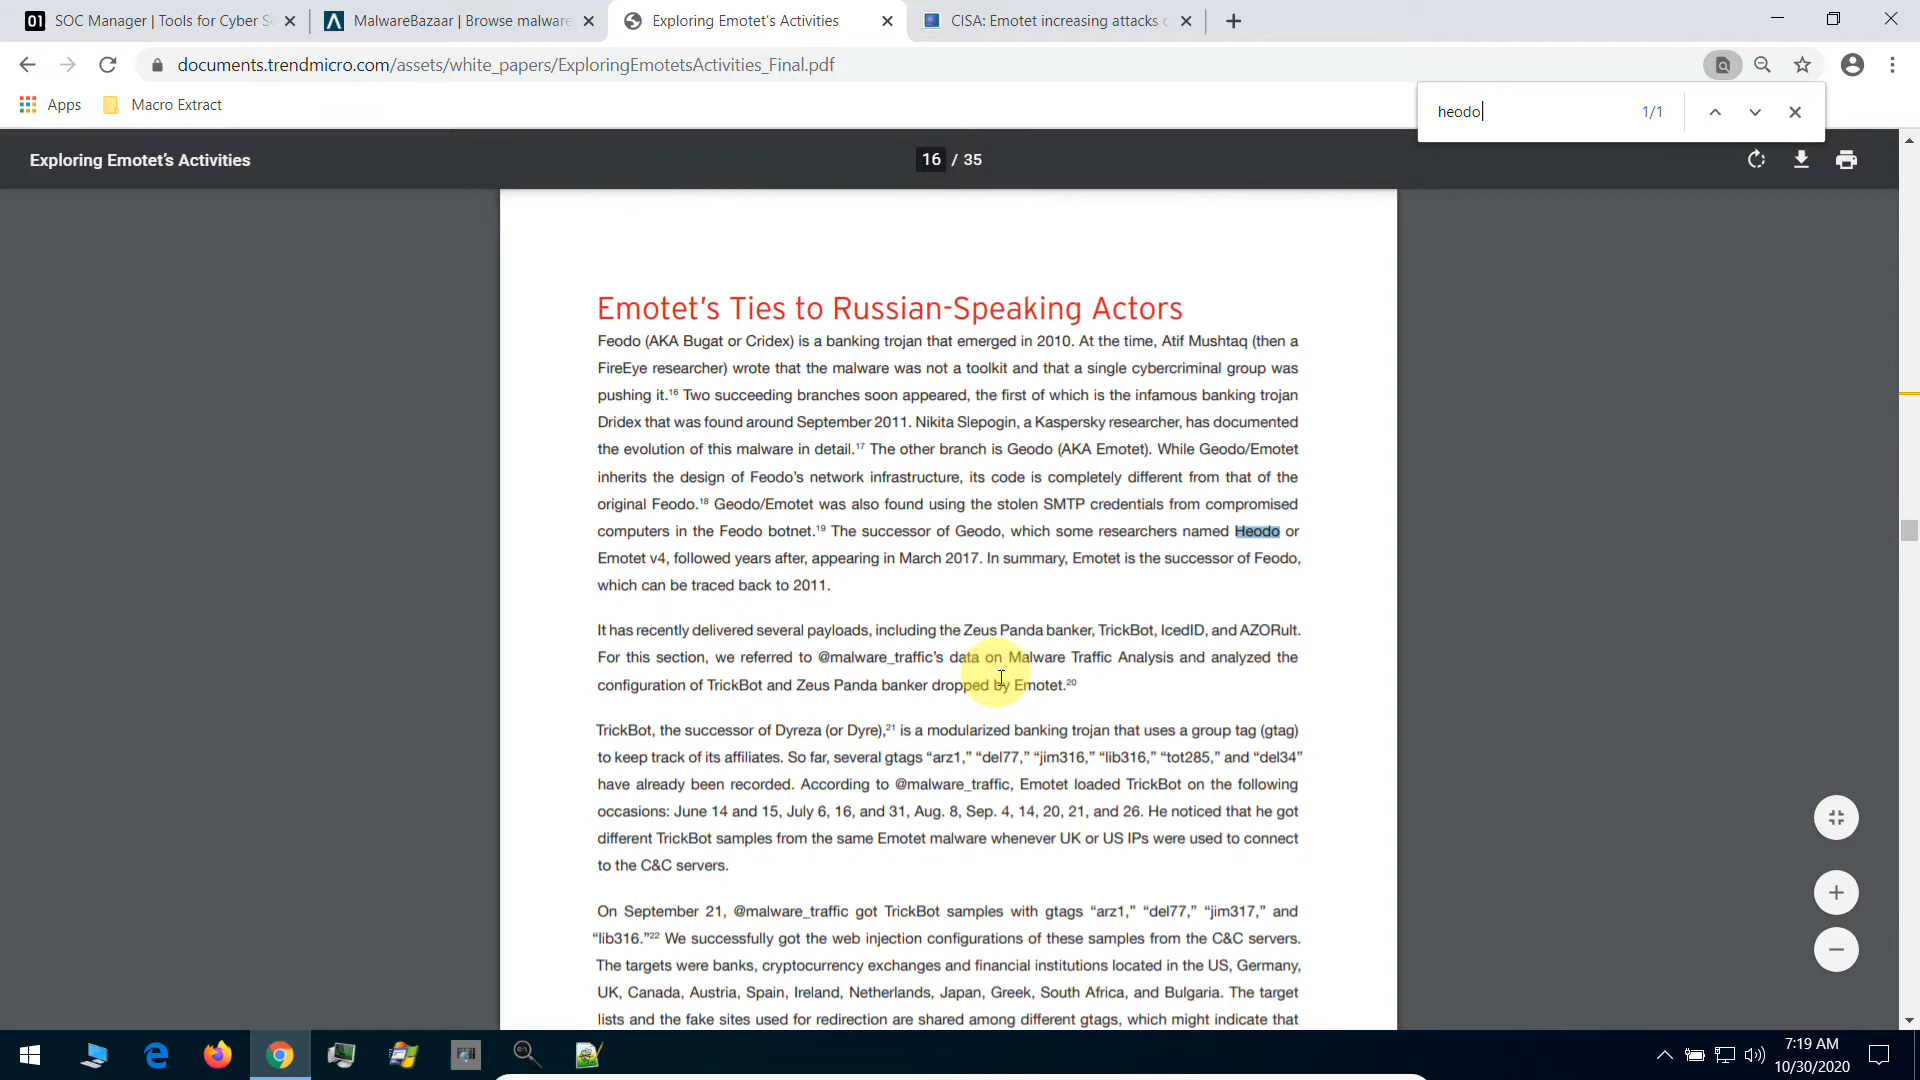 SOC Manager | Tools for Cyber S
MalwareBazaar | Browse malware
Exploring Emotet's Activities
CISA: Emotet increasing attacks
documents.trendmicro.com/assets/white_papers/ExploringEmotetsActivities_Final.pdf
Apps
Macro Extract
heodo
1/1
Exploring Emotet's Activities
16 / 35
Emotet's Ties to Russian-Speaking Actors
Feodo (AKA Bugat or Cridex) is a banking trojan that emerged in 2010. At the time, Atif Mushtaq (then a
FireEye researcher) wrote that the malware was not a toolkit and that a single cybercriminal group was
pushing it.¹⁶ Two succeeding branches soon appeared, the first of which is the infamous banking trojan
Dridex that was found around September 2011. Nikita Slepogin, a Kaspersky researcher, has documented
the evolution of this malware in detail.¹⁷ The other branch is Geodo (AKA Emotet). While Geodo/Emotet
inherits the design of Feodo's network infrastructure, its code is completely different from that of the
original Feodo.¹⁸ Geodo/Emotet was also found using the stolen SMTP credentials from compromised
computers in the Feodo botnet.¹⁹ The successor of Geodo, which some researchers named Heodo or
Emotet v4, followed years after, appearing in March 2017. In summary, Emotet is the successor of Feodo,
which can be traced back to 2011.
It has recently delivered several payloads, including the Zeus Panda banker, TrickBot, IcedID, and AZORult.
For this section, we referred to @malware_traffic's data on Malware Traffic Analysis and analyzed the
configuration of TrickBot and Zeus Panda banker dropped by Emotet.²⁰
TrickBot, the successor of Dyreza (or Dyre),²¹ is a modularized banking trojan that uses a group tag (gtag)
to keep track of its affiliates. So far, several gtags “arz1,” “del77,” “jim316,” “lib316,” “tot285,” and “del34”
have already been recorded. According to @malware_traffic, Emotet loaded TrickBot on the following
occasions: June 14 and 15, July 6, 16, and 31, Aug. 8, Sep. 4, 14, 20, 21, and 26. He noticed that he got
different TrickBot samples from the same Emotet malware whenever UK or US IPs were used to connect
to the C&C servers.
On September 21, @malware_traffic got TrickBot samples with gtags “arz1,” “del77,” “jim317,” and
“lib316.”²² We successfully got the web injection configurations of these samples from the C&C servers.
The targets were banks, cryptocurrency exchanges and financial institutions located in the US, Germany,
UK, Canada, Austria, Spain, Ireland, Netherlands, Japan, Greek, South Africa, and Bulgaria. The target
lists and the fake sites used for redirection are shared among different gtags, which might indicate that
7:19 AM
10/30/2020